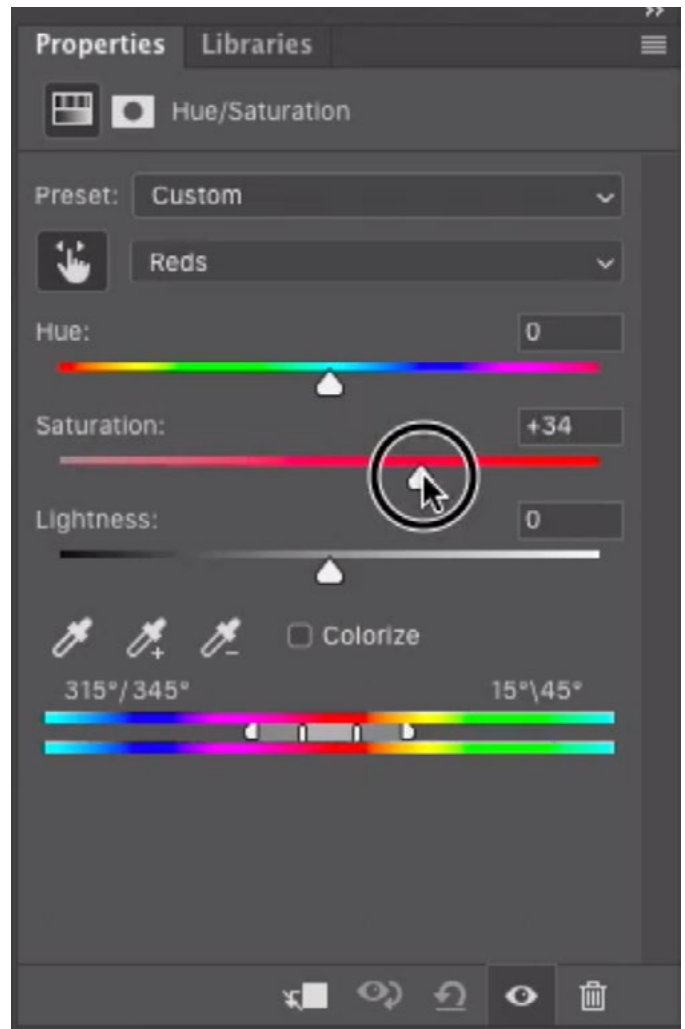 Properties Libraries
Hue/Saturation
Preset: Custom
Reds
Hue: 0
Saturation: +34
Lightness: 0
Colorize
315°/345° 15°\45°